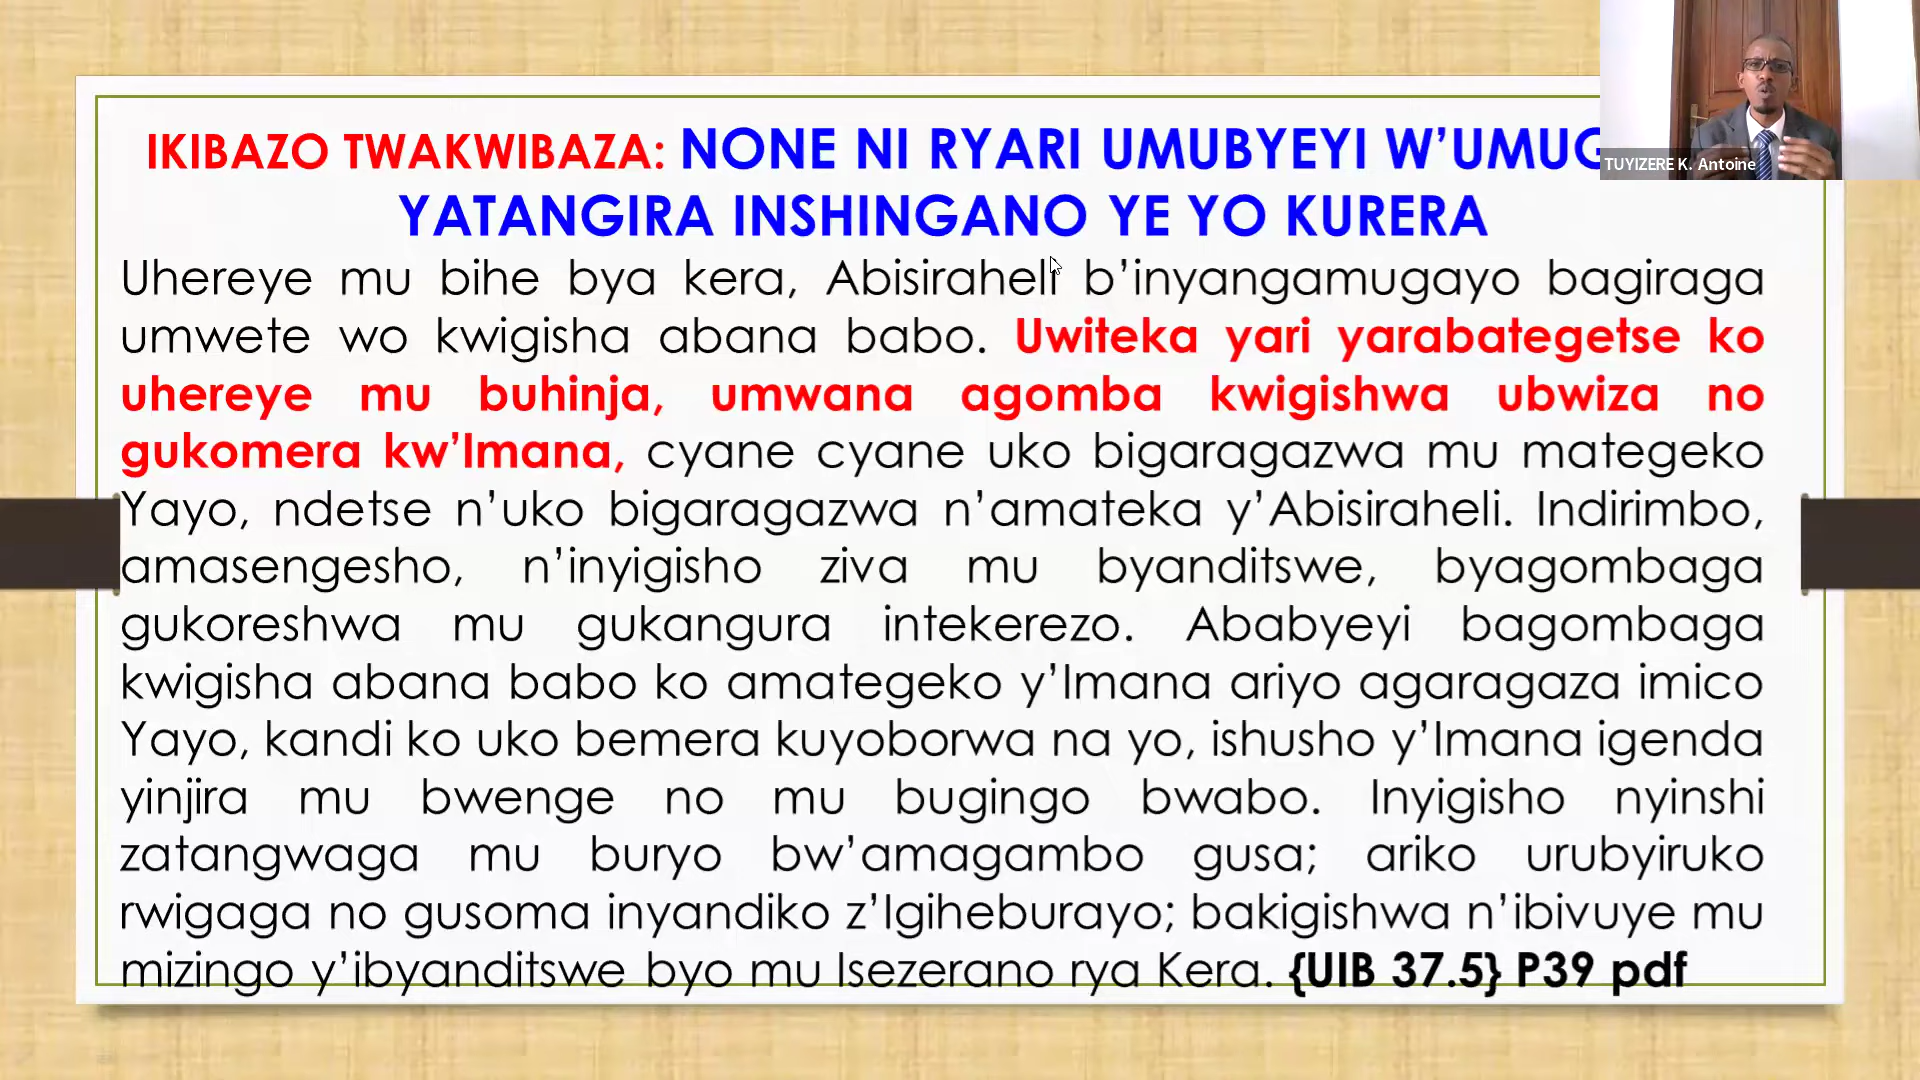 IKIBAZO TWAKWIBAZA: NONE NI RYARI UMUBYEYI
YATANGIRA INSHINGANO YE YO KURERA
Uhereye mu bihe bya kera, Abisiraheli b’inyangamugayo bagiraga
umwete wo kwigisha abana babo. Uwiteka yari yarabategetse ko
uhereye mu buhinja, umwana agomba kwigishwa ubwiza no
gukomera kw’Imana, cyane cyane uko bigaragazwa mu mategeko
Yayo, ndetse n’uko bigaragazwa n’amateka y’Abisiraheli. Indirimbo,
amasengesho, n’inyigisho ziva mu byanditswe, byagombaga
gukoreshwa mu gukangura intekerezo. Ababyeyi bagombaga
kwigisha abana babo ko amategeko y’Imana ariyo agaragaza imico
Yayo, kandi ko uko bemera kuyoborwa na yo, ishusho y’Imana igenda
yinjira mu bwenge no mu bugingo bwabo. Inyigisho nyinshi
zatangwaga mu buryo bw’amagambo gusa; ariko urubyiruko
rwigaga no gusoma inyandiko z’Igiheburayo; bakigishwa n’ibivuye mu
mizingo y’ibyanditswe byo mu Isezerano rya Kera. {UIB 37.5} P39 pdf
TUYIZERE K. Antoine